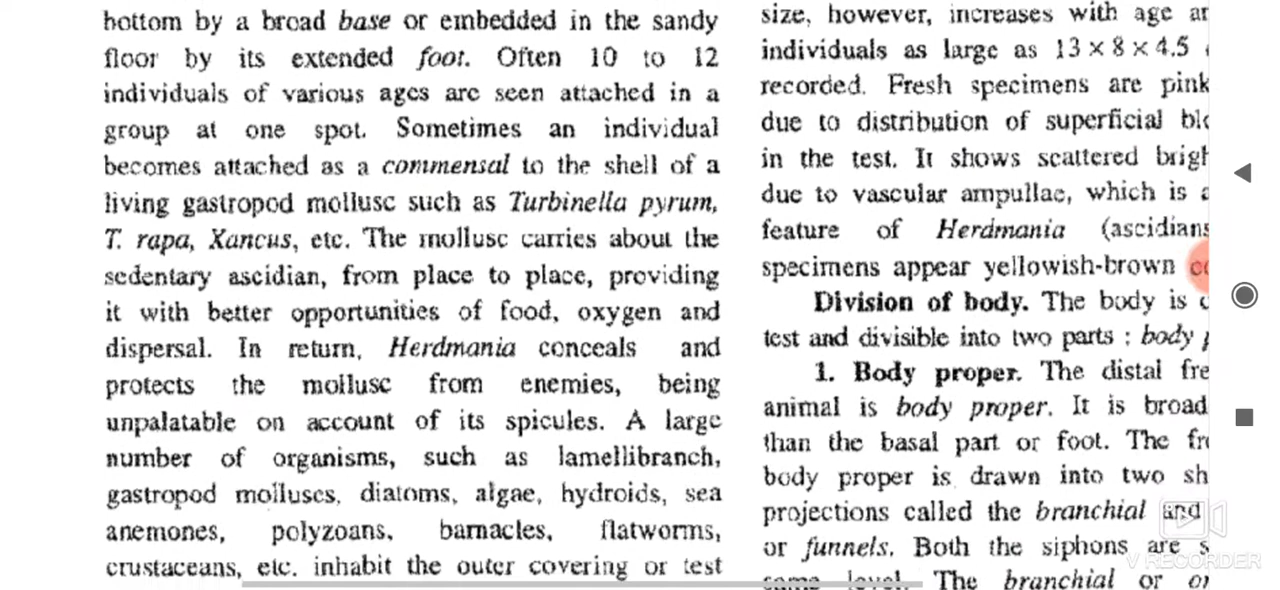 bottom by a broad base or embedded in the sandy
floor by its extended foot. Often 10 to 12
individuals of various ages are seen attached in a
group at one spot. Sometimes an individual
becomes attached as a commensal to the shell of a
living gastropod mollusc such as Turbinella pyrum,
T. rapa, Xancus, etc. The mollusc carries about the
sedentary ascidian, from place to place, providing
it with better opportunities of food, oxygen and
dispersal. In return, Herdmania conceals and
protects the mollusc from enemies, being
unpalatable on account of its spicules. A large
number of organisms, such as lamellibranch,
gastropod molluscs, diatoms, algae, hydroids, sea
anemones, polyzoans, barnacles, flatworms,
crustaceans, etc. inhabit the outer covering or test
size, however, increases with age
individuals as large as 13 × 8 × 4.5
recorded. Fresh specimens are pink
due to distribution of superficial
in the test. It shows scattered
due to vascular ampullae, which is
feature of Herdmania (ascidians
specimens appear yellowish-brown
Division of body. The body is
test and divisible into two parts : body
1. Body proper. The distal
animal is body proper. It is broad
than the basal part or foot. The
body proper is drawn into two
projections called the branchial and
or funnels. Both the siphons are
same level. The branchial or
V RECORDER